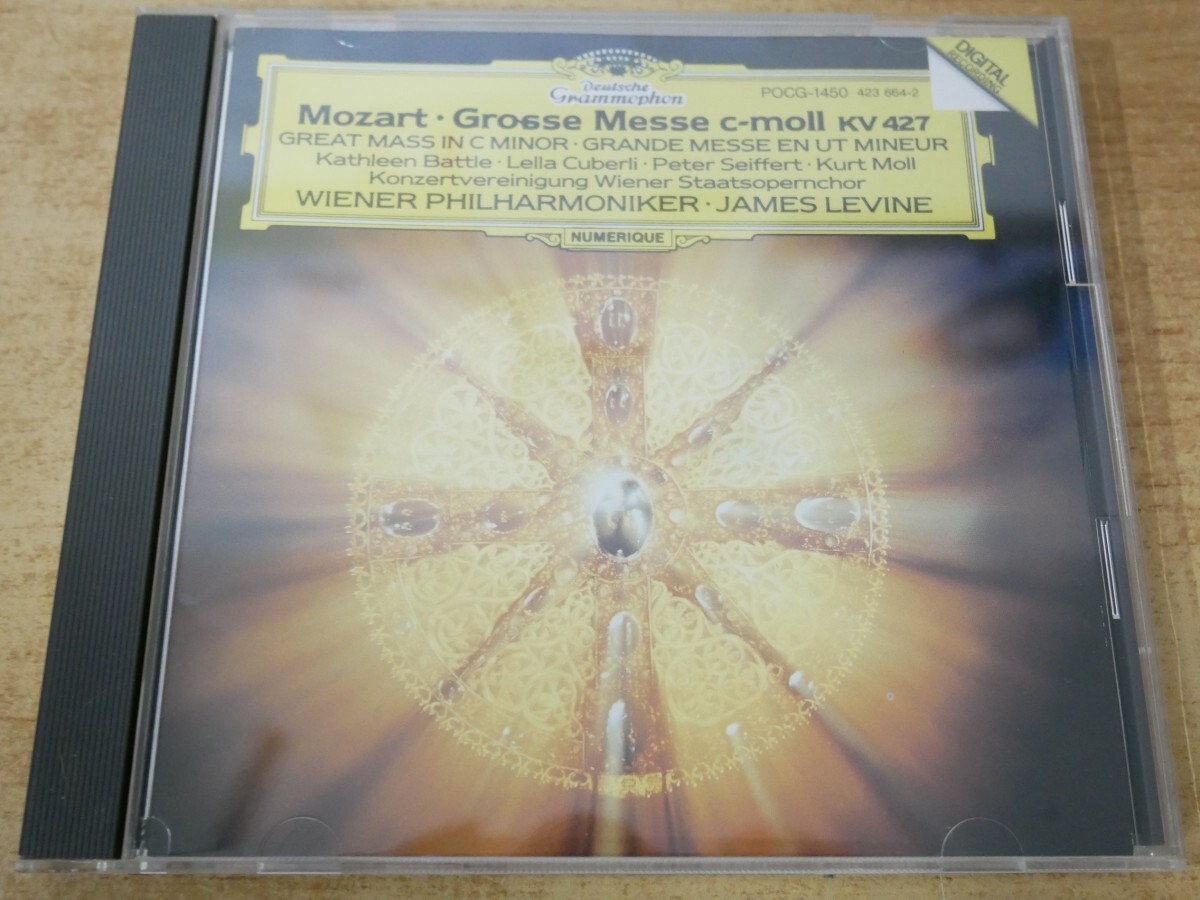 DIGITAL
RECORDING
Deutsche
Grammophon
POCG-1450 423 664-2
Mozart · Grosse Messe c-moll KV 427
GREAT MASS IN C MINOR · GRANDE MESSE EN UT MINEUR
Kathleen Battle · Lella Cuberli · Peter Seiffert · Kurt Moll
Konzertvereinigung Wiener Staatsopernchor
WIENER PHILHARMONIKER · JAMES LEVINE
NUMERIQUE